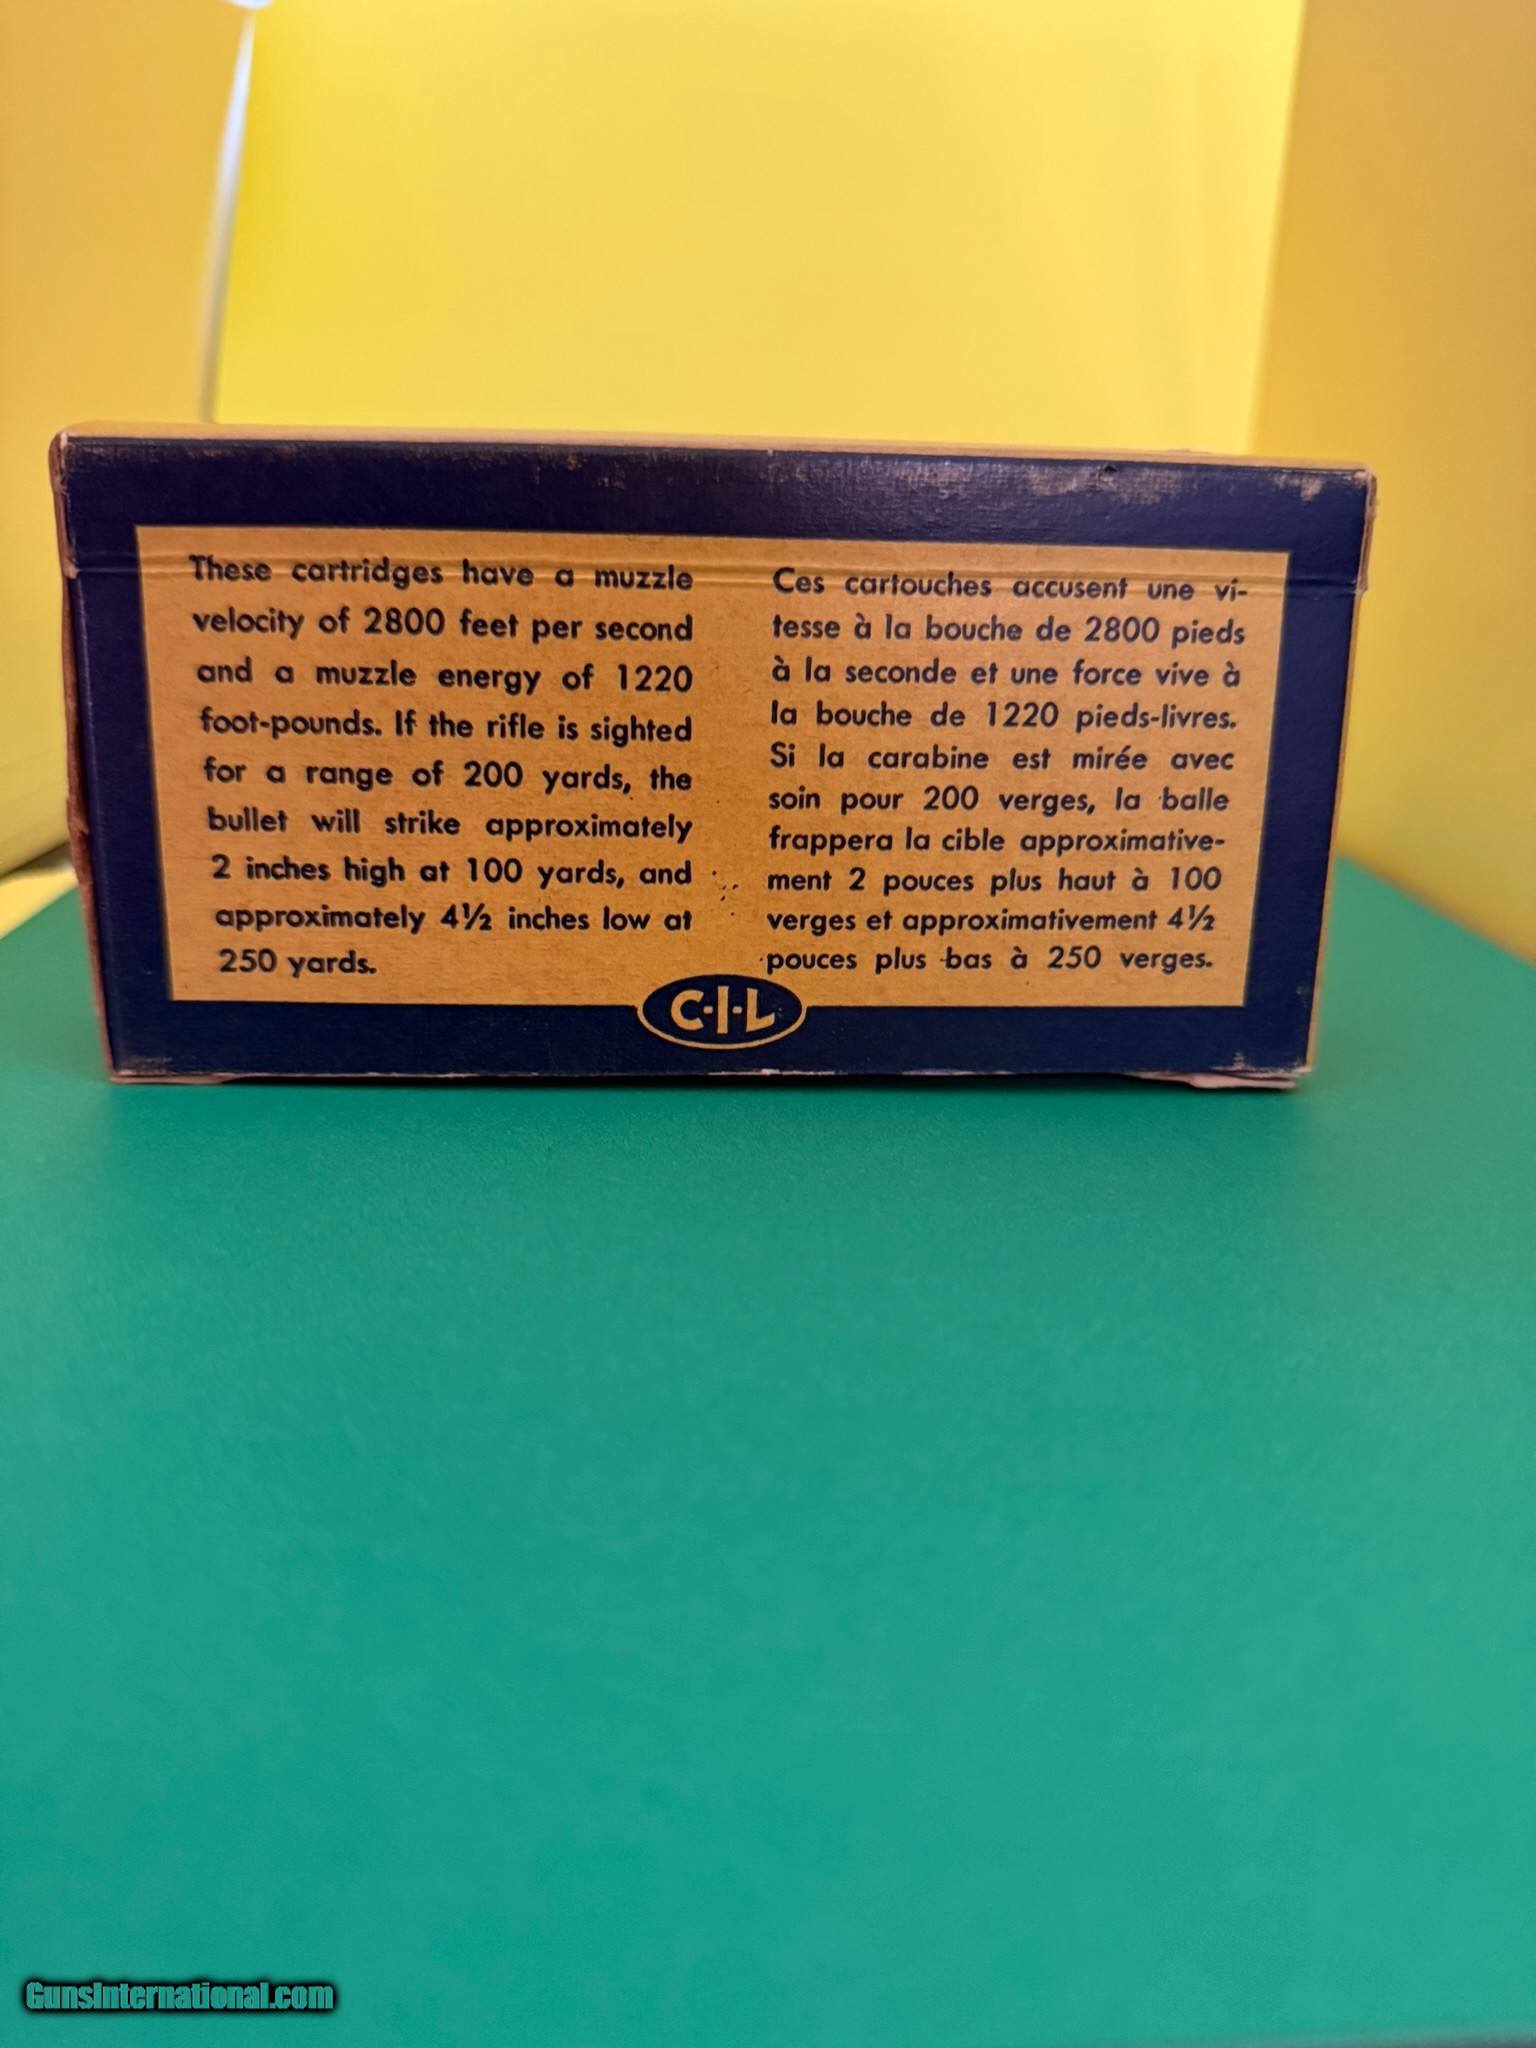 These cartridges have a muzzle
velocity of 2800 feet per second
and a muzzle energy of 1220
foot-pounds. If the rifle is sighted
for a range of 200 yards, the
bullet will strike approximately
2 inches high at 100 yards, and
approximately 4½ inches low at
250 yards.
Ces cartouches accusent une vi-
tesse à la bouche de 2800 pieds
à la seconde et une force vive à
la bouche de 1220 pieds-livres.
Si la carabine est mirée avec
soin pour 200 verges, la balle
frappera la cible approximative-
ment 2 pouces plus haut à 100
verges et approximativement 4½
pouces plus bas à 250 verges.
C-I-L
GunsInternational.com